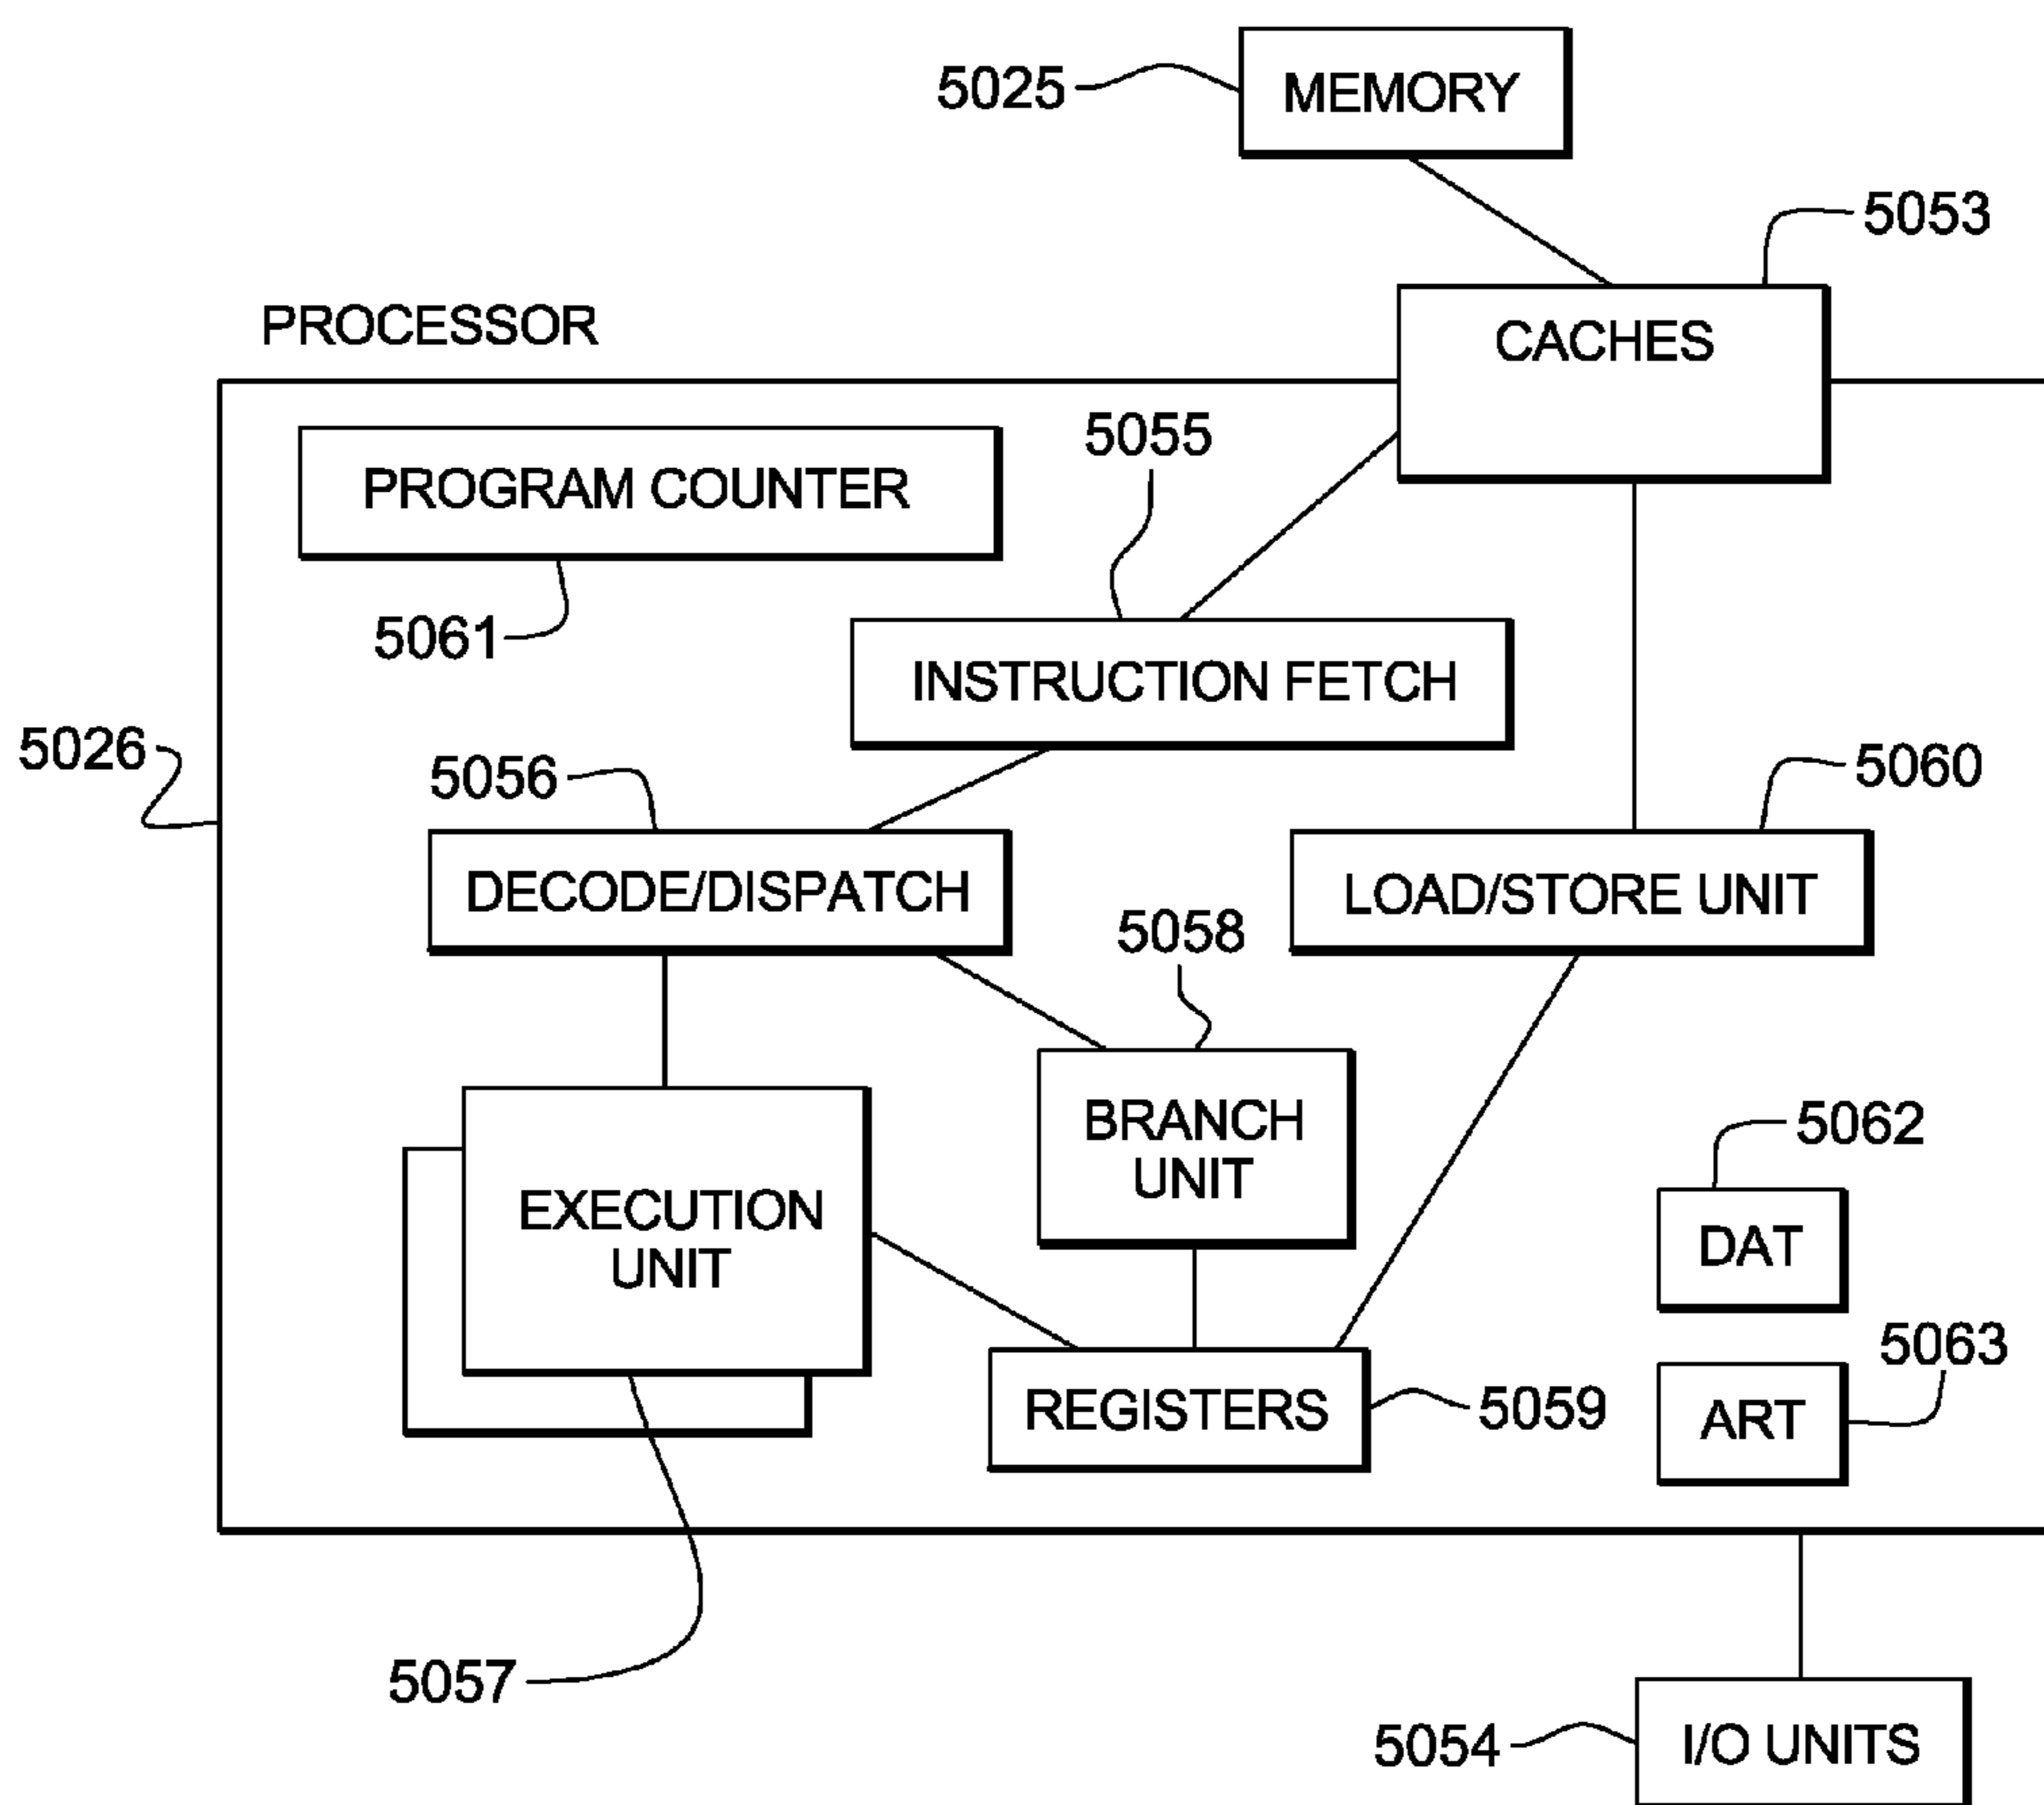 5025
MEMORY
5053
PROCESSOR
CACHES
5055
PROGRAM COUNTER
5061
INSTRUCTION FETCH
5026
5056
5060
DECODE/DISPATCH
LOAD/STORE UNIT
5058
BRANCH
UNIT
5062
EXECUTION
UNIT
DAT
5063
REGISTERS
5059
ART
5057
5054
I/O UNITS